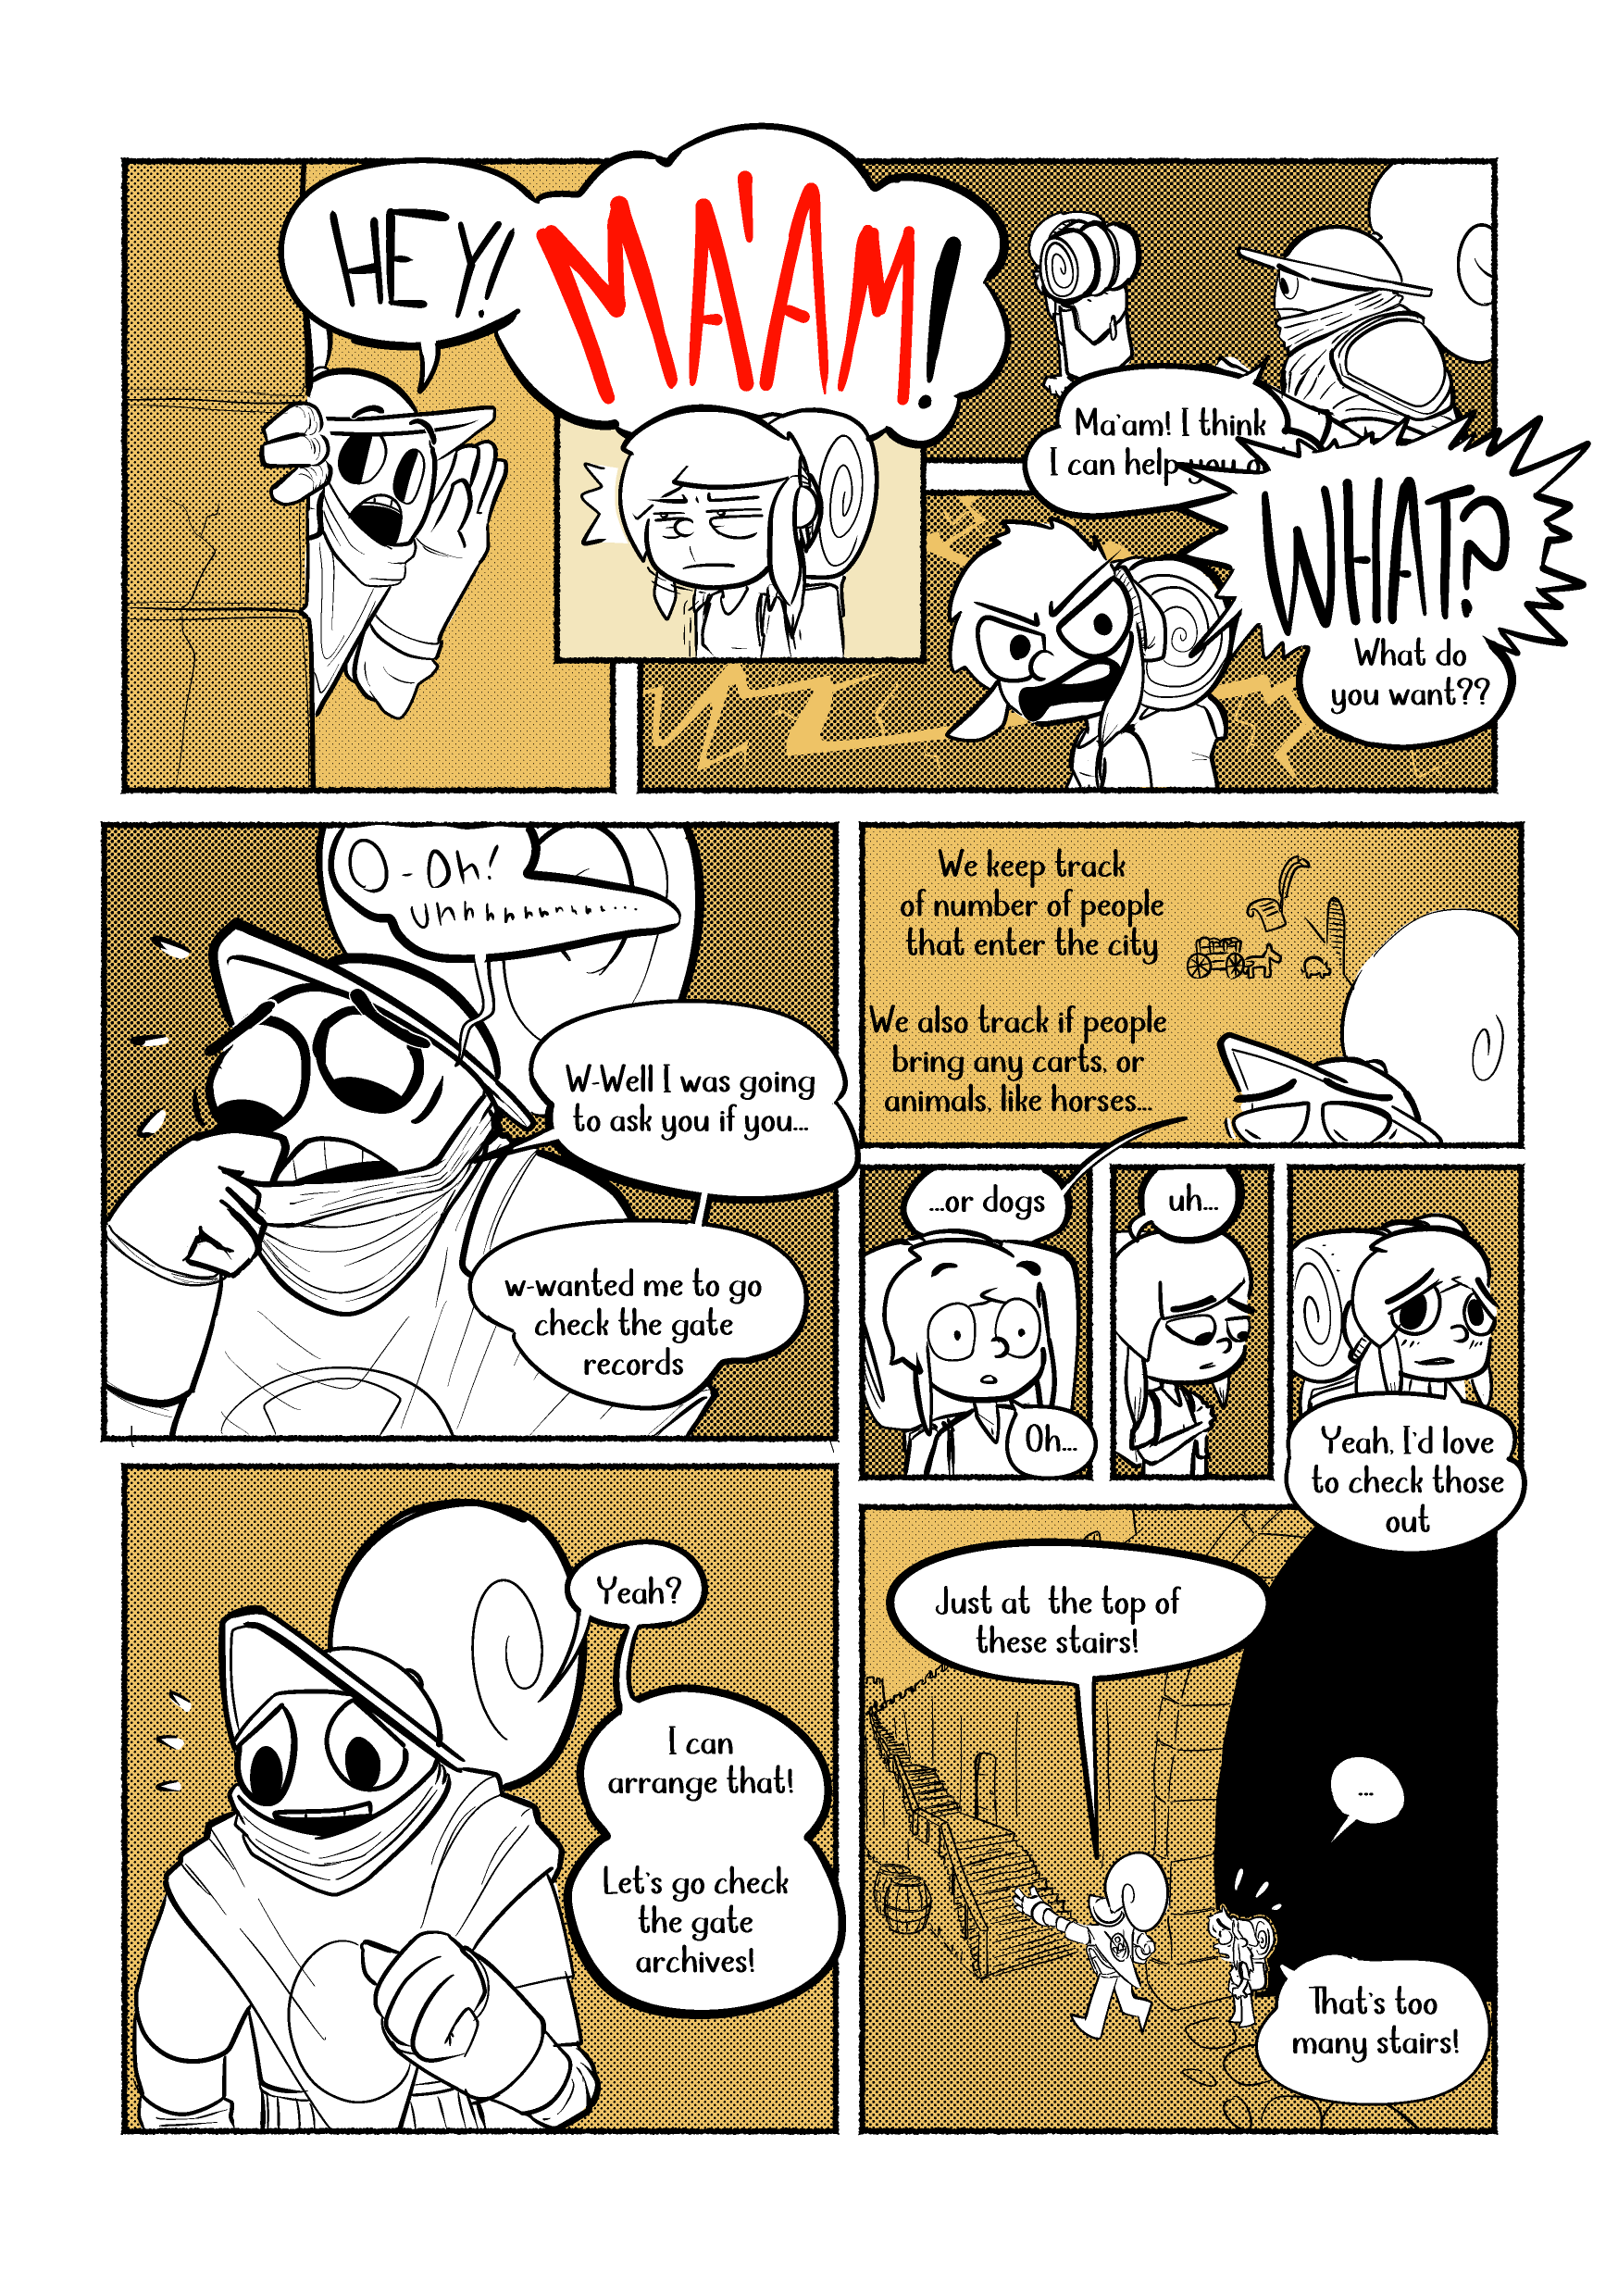 HEY!
MA'AM!
Ma'am! I think
I can help you
WHAT?
What do
you want??
O-Oh!
Uhhhhhhhhhh...
W-Well I was going
to ask you if you...
w-wanted me to go
check the gate
records
We keep track
of number of people
that enter the city
We also track if people
bring any carts, or
animals, like horses...
...or dogs
Oh...
uh...
Yeah, I'd love
to check those
out
Yeah?
I can
arrange that!
Let's go check
the gate
archives!
Just at the top of
these stairs!
...
That's too
many stairs!